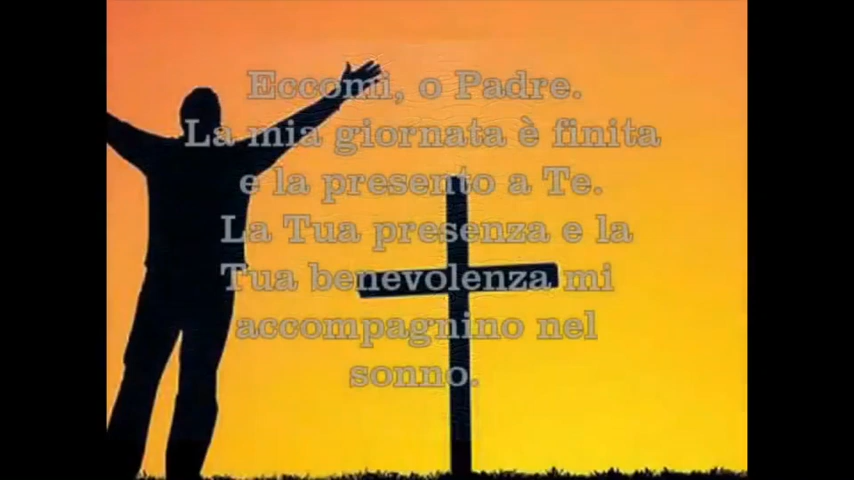 Eccomi, o Padre.
La mia giornata è finita
e la presento a Te.
La Tua presenza e la
Tua benevolenza mi
accompagnino nel
sonno.